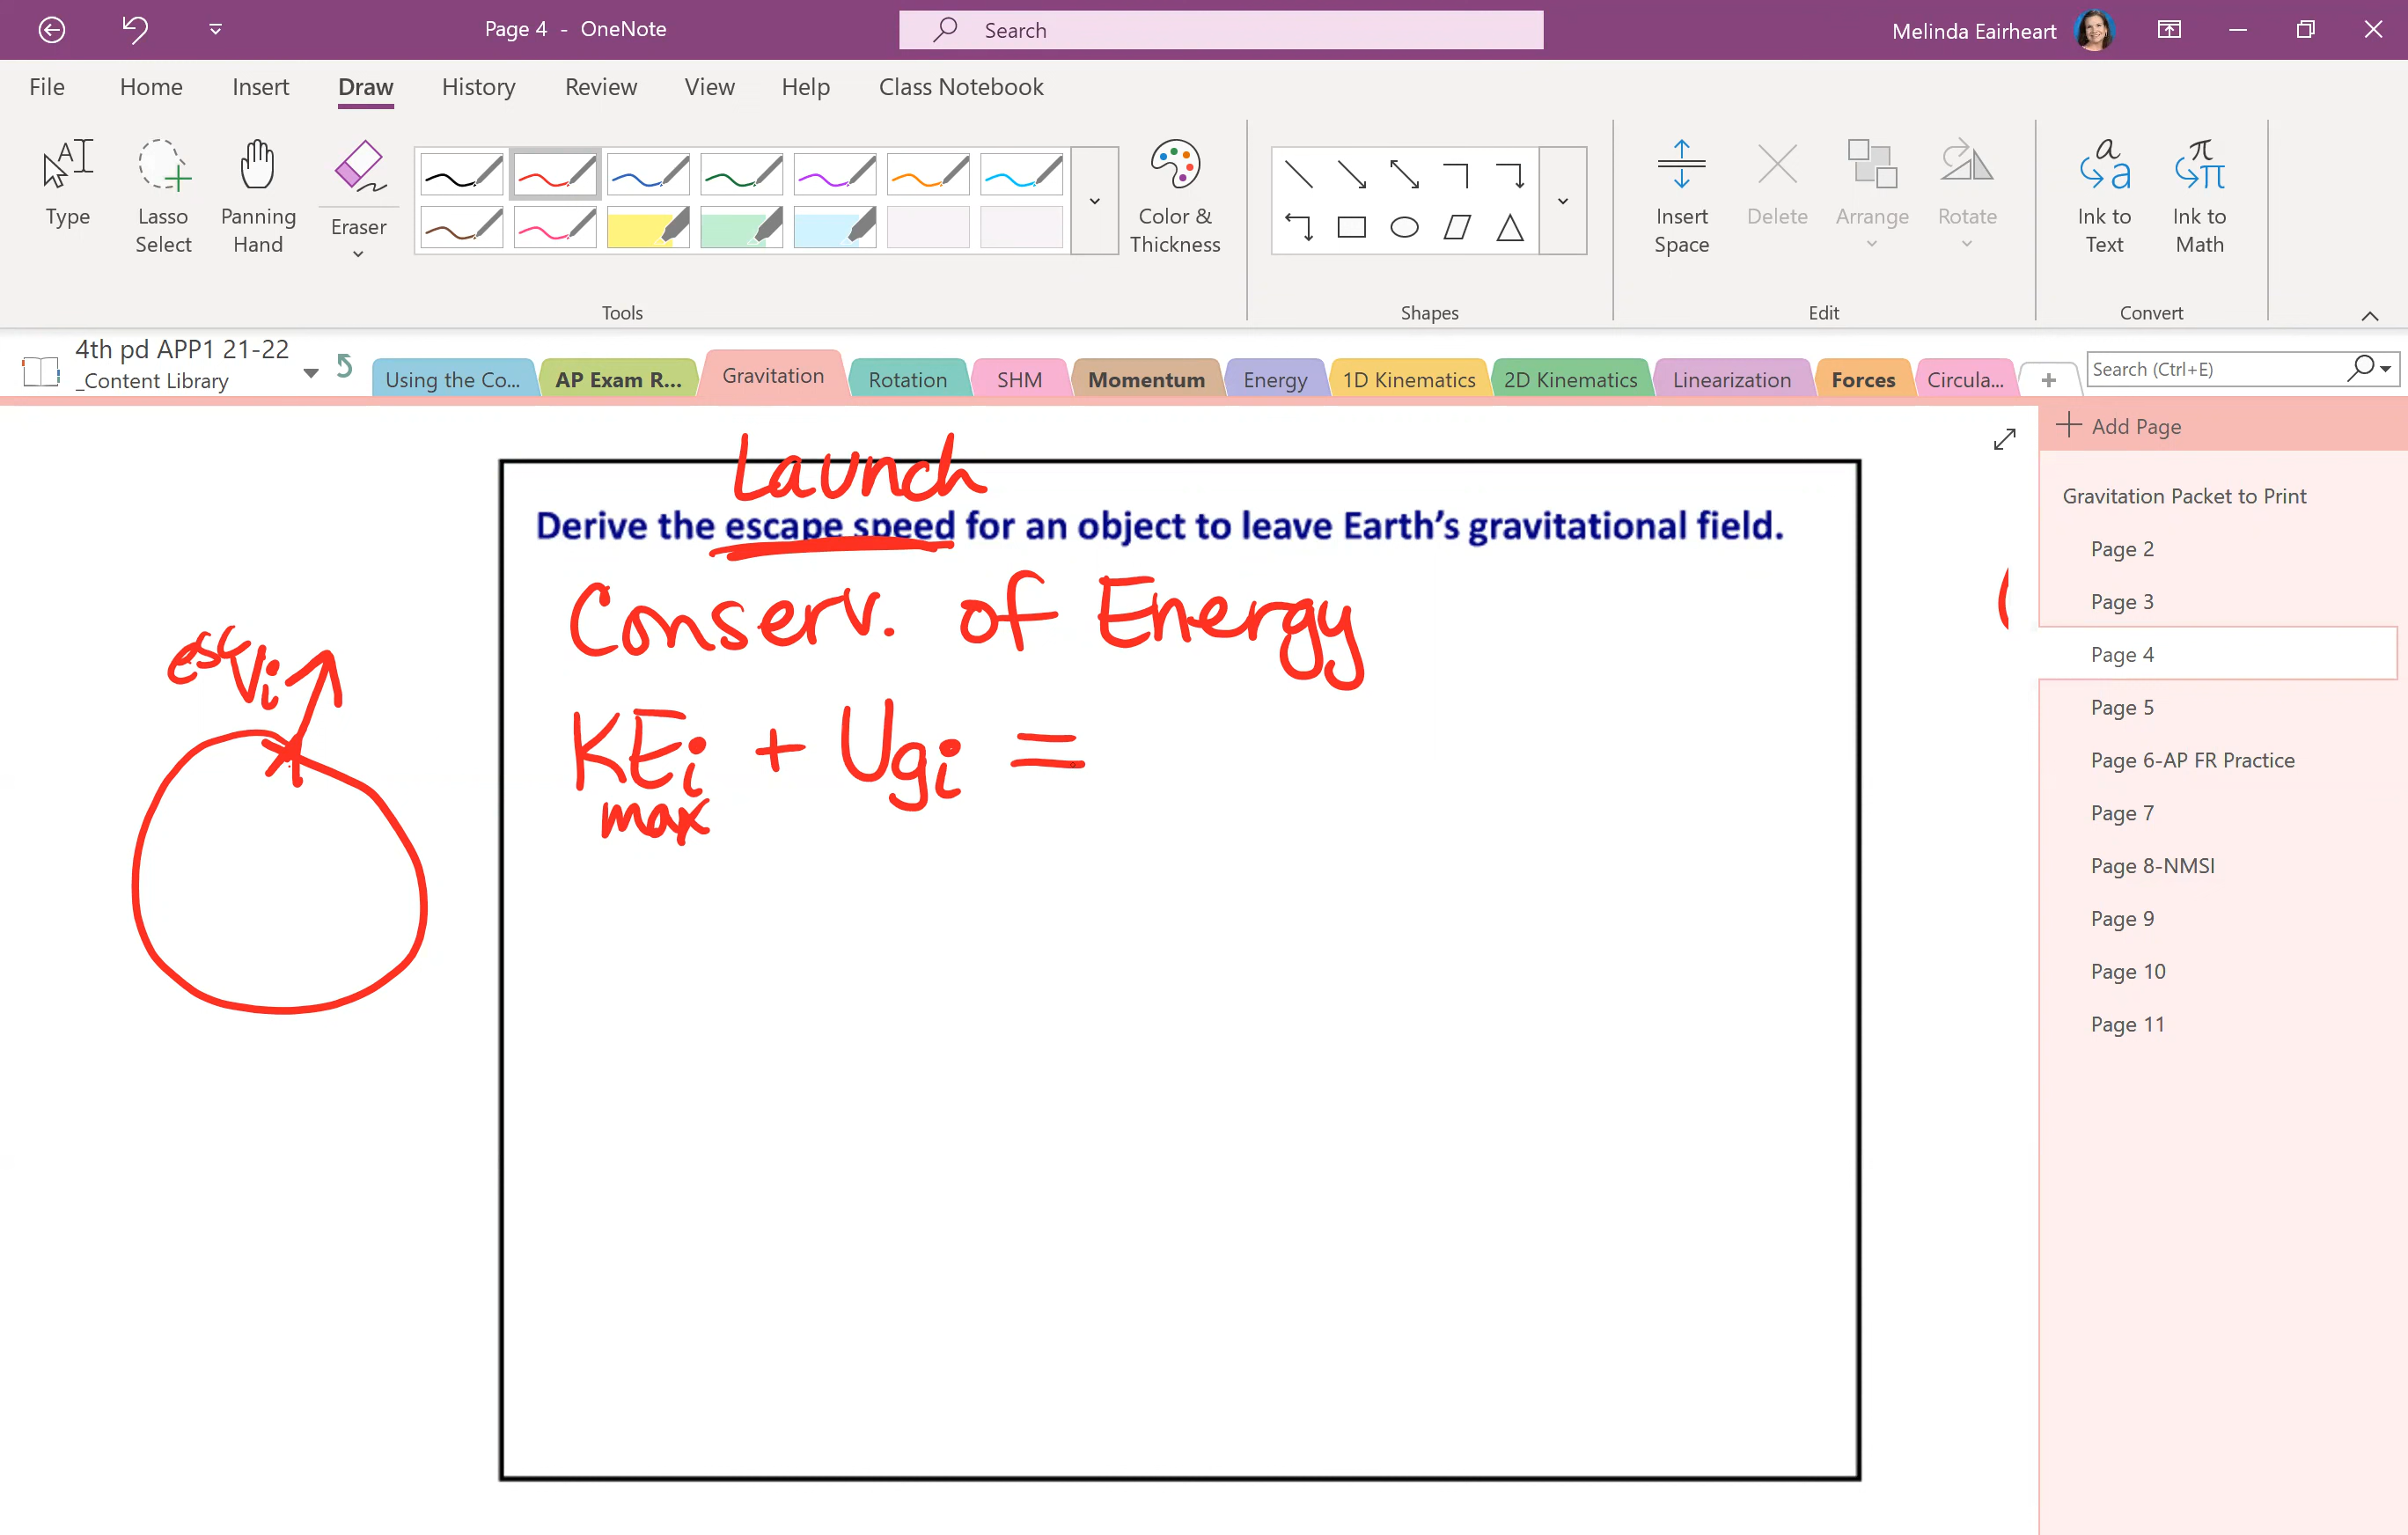 Page 4 - OneNote
Search
Melinda Eairheart
File Home Insert Draw History Review View Help Class Notebook
Type
Lasso Select
Panning Hand
Eraser
Color & Thickness
Insert Space
Delete
Arrange
Rotate
Ink to Text
Ink to Math
Tools
Shapes
Edit
Convert
4th pd APP1 21-22
_Content Library
Using the Co... AP Exam R... Gravitation Rotation SHM Momentum Energy 1D Kinematics 2D Kinematics Linearization Forces Circula... +
Search (Ctrl+E)
Add Page
Gravitation Packet to Print
Page 2
Page 3
Page 4
Page 5
Page 6-AP FR Practice
Page 7
Page 8-NMSI
Page 9
Page 10
Page 11
Launch
Derive the escape speed for an object to leave Earth's gravitational field.
Conserv. of Energy
esc Vi
KEi + Ugi =
max